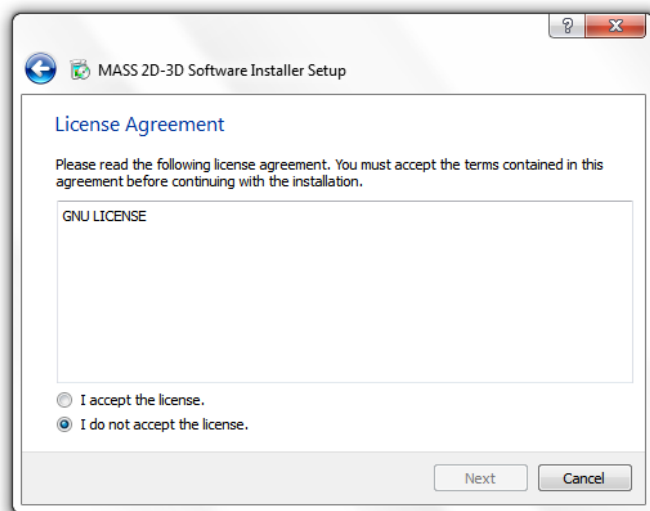 ?
MASS 2D-3D Software Installer Setup
License Agreement
Please read the following license agreement. You must accept the terms contained in this
agreement before continuing with the installation.
GNU LICENSE
I accept the license.
I do not accept the license.
Next Cancel